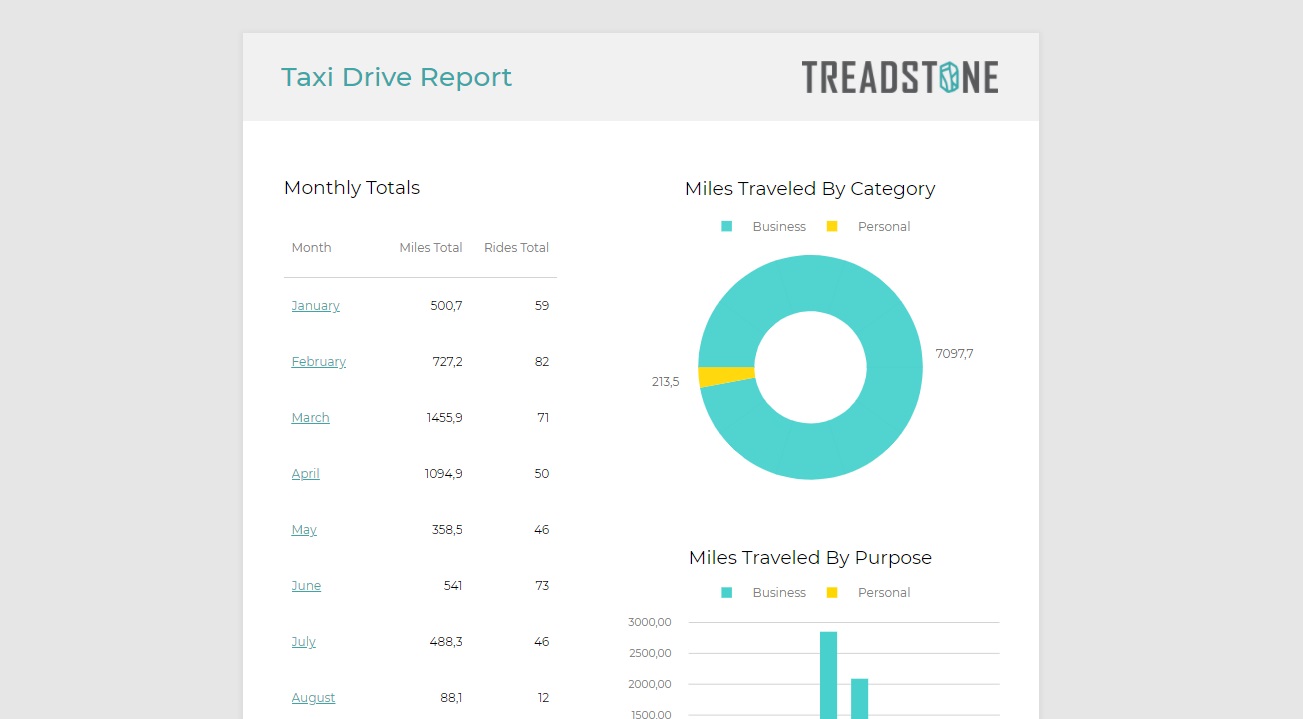 Taxi Drive Report
TREADSTONE
Monthly Totals
Month Miles Total Rides Total
January 500,7 59
February 727,2 82
March 1455,9 71
April 1094,9 50
May 358,5 46
June 541 73
July 488,3 46
August 88,1 12
Miles Traveled By Category
Business Personal
7097,7
213,5
Miles Traveled By Purpose
Business Personal
3000,00
2500,00
2000,00
1500,00